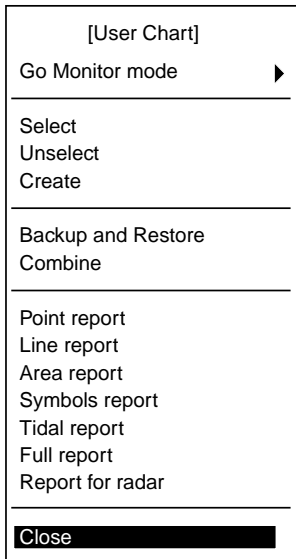 [User Chart]
Go Monitor mode
Select
Unselect
Create
Backup and Restore
Combine
Point report
Line report
Area report
Symbols report
Tidal report
Full report
Report for radar
Close